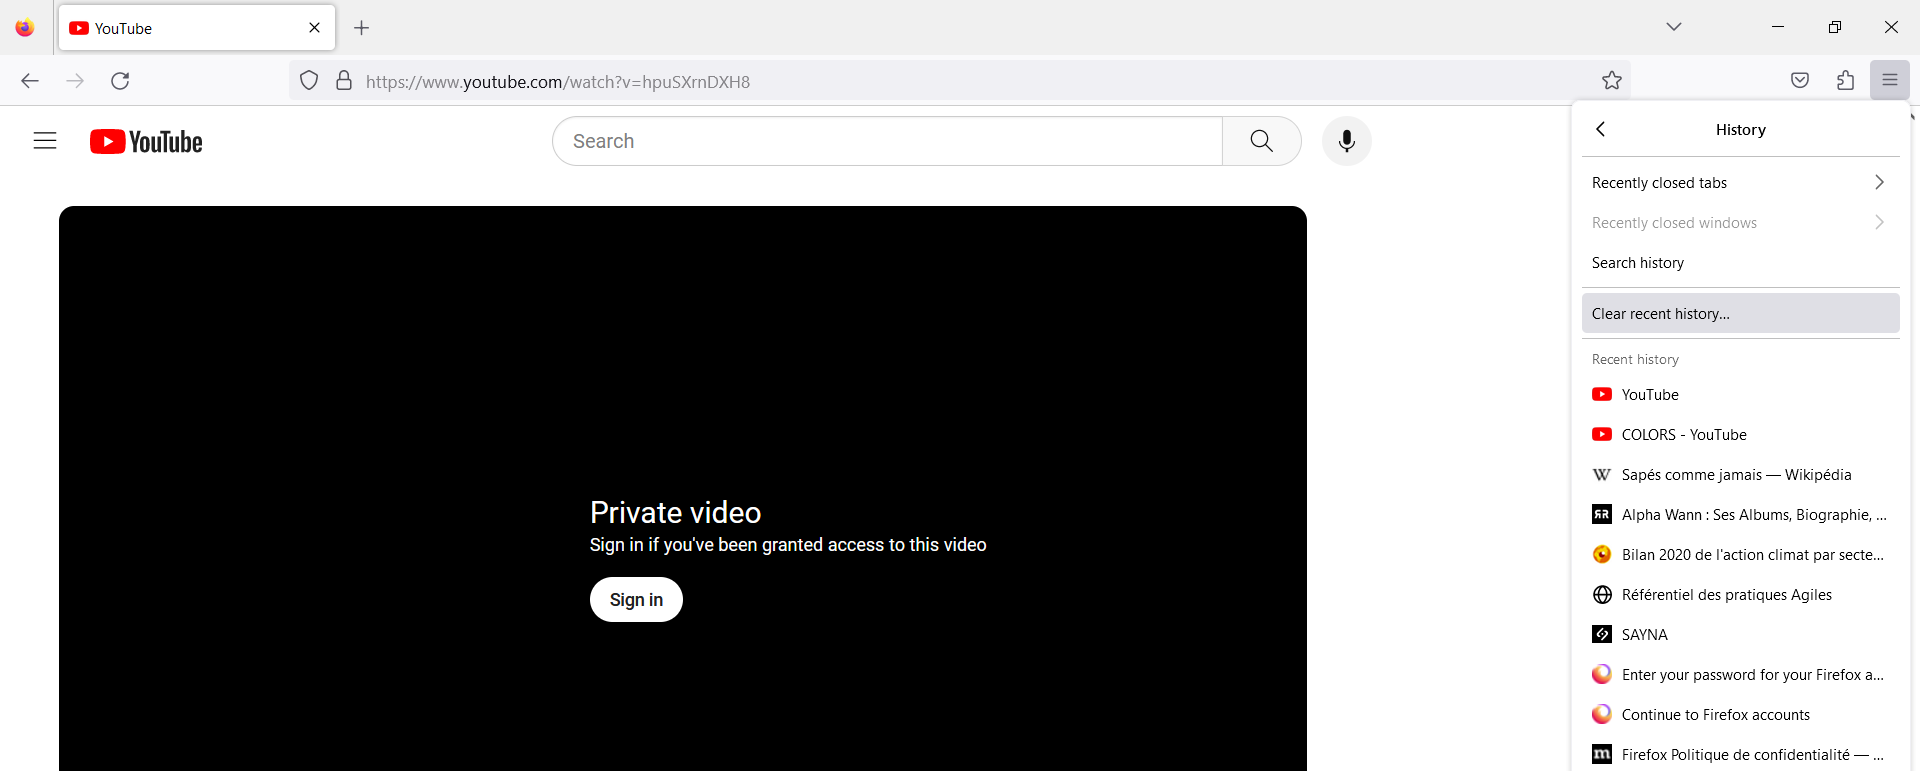 YouTube
https://www.youtube.com/watch?v=hpuSXrnDXH8
YouTube
Search
Private video
Sign in if you've been granted access to this video
Sign in
History
Recently closed tabs
Recently closed windows
Search history
Clear recent history...
Recent history
YouTube
COLORS - YouTube
Sapés comme jamais — Wikipédia
Alpha Wann : Ses Albums, Biographie, ...
Bilan 2020 de l'action climat par secte...
Référentiel des pratiques Agiles
SAYNA
Enter your password for your Firefox a...
Continue to Firefox accounts
Firefox Politique de confidentialité — ...